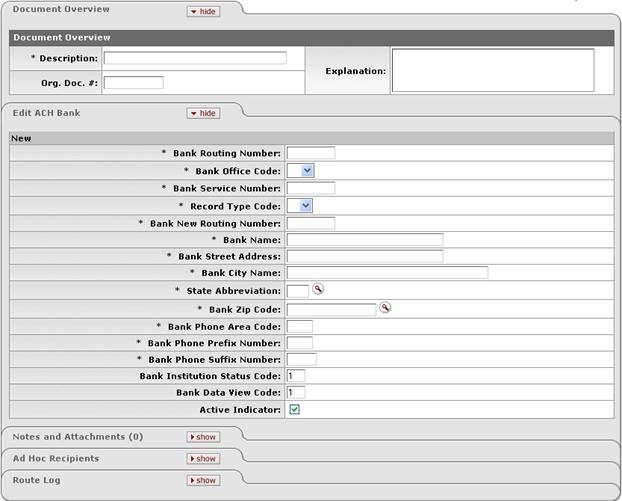 Document Overview hide
Document Overview
* Description:
Explanation:
Org. Doc. #:
Edit ACH Bank hide
New
* Bank Routing Number:
* Bank Office Code:
* Bank Service Number:
* Record Type Code:
* Bank New Routing Number:
* Bank Name:
* Bank Street Address:
* Bank City Name:
* State Abbreviation:
* Bank Zip Code:
* Bank Phone Area Code:
* Bank Phone Prefix Number:
* Bank Phone Suffix Number:
Bank Institution Status Code: 1
Bank Data View Code: 1
Active Indicator:
Notes and Attachments (0) show
Ad Hoc Recipients show
Route Log show